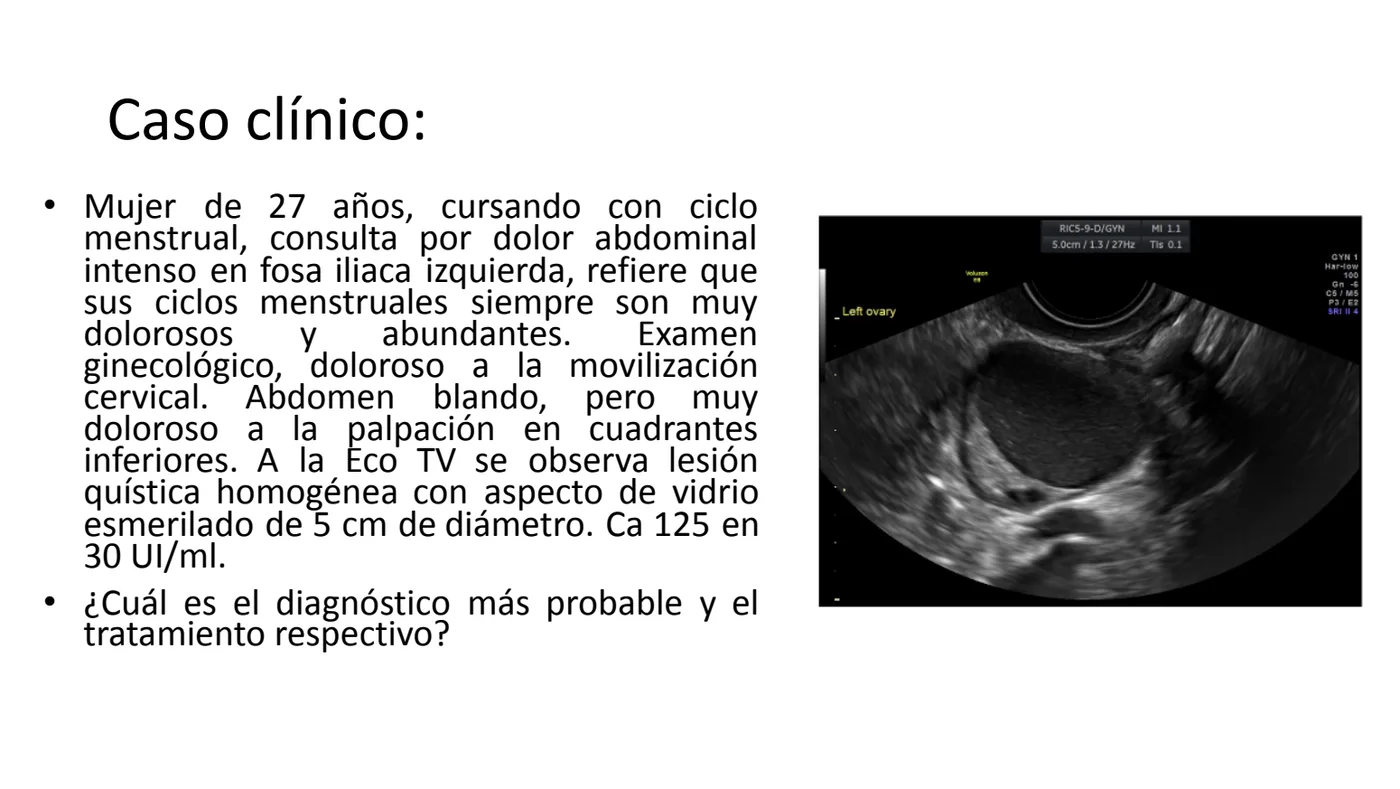 Caso clínico:
• Mujer de 27 años, cursando con ciclo
menstrual, consulta por dolor abdominal
intenso en fosa iliaca izquierda, refiere que
sus ciclos menstruales siempre son muy
dolorosos y abundantes. Examen
ginecológico, doloroso a la movilización
cervical. Abdomen blando, pero muy
doloroso a la palpación en cuadrantes
inferiores. A la Eco TV se observa lesión
quística homogénea con aspecto de vidrio
esmerilado de 5 cm de diámetro. Ca 125 en
30 UI/ml.
• ¿Cuál es el diagnóstico más probable y el
tratamiento respectivo?
RIC5-9-D/GYN MI 1.1
5.0cm / 1.3 / 27Hz Tis 0.1
Voluson
E8
GYN 1
Har-low
100
Gn -6
C5 / M5
P3 / E2
SRI II 4
Left ovary